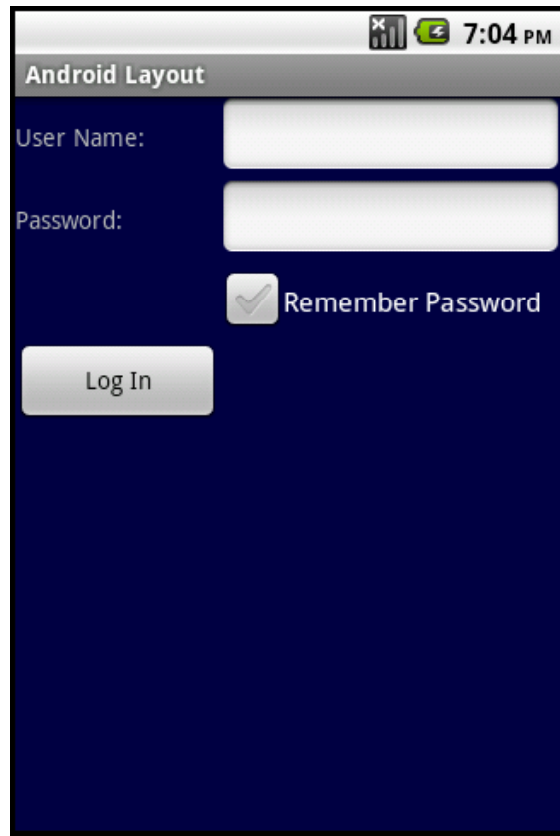 7:04 PM
Android Layout
User Name:
Password:
Remember Password
Log In